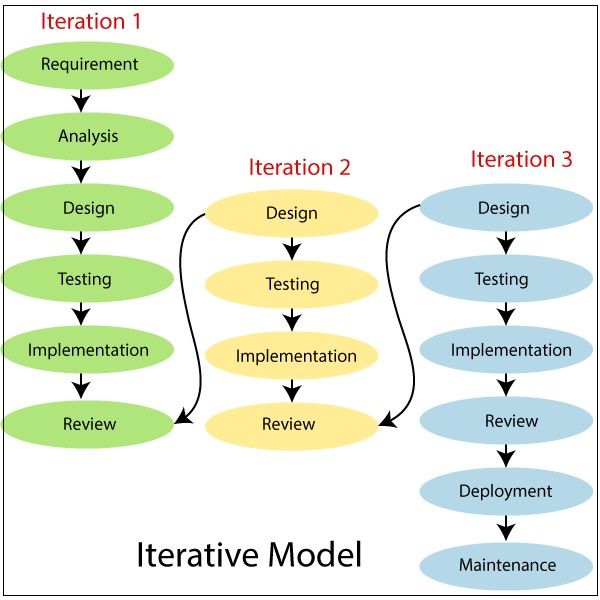 Iteration 1
Requirement
Analysis
Design
Testing
Implementation
Review
Iteration 2
Design
Testing
Implementation
Review
Iteration 3
Design
Testing
Implementation
Review
Deployment
Maintenance
Iterative Model